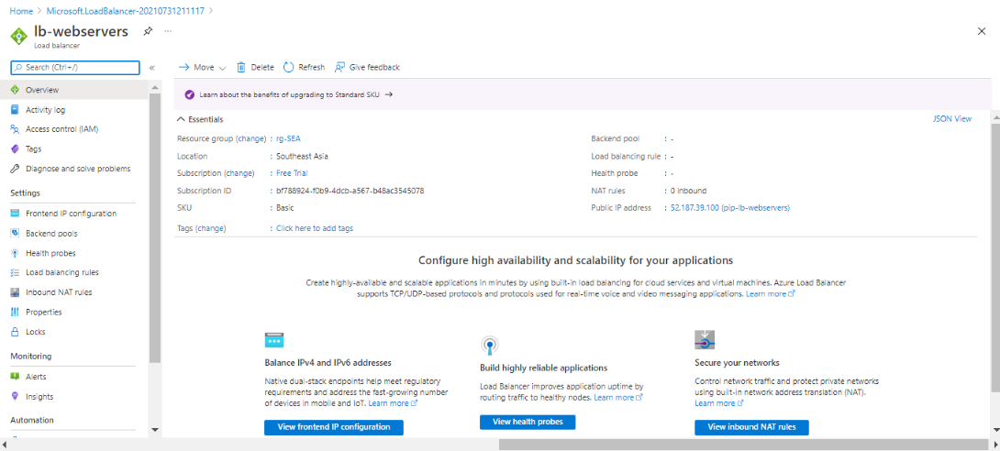 Home > Microsoft.LoadBalancer-20210731211117 >
lb-webservers ...
Load balancer
Search (Ctrl+/) «
Move Delete Refresh Give feedback
Learn about the benefits of upgrading to Standard SKU →
Overview
Activity log
Access control (IAM)
Tags
Diagnose and solve problems
Settings
Frontend IP configuration
Backend pools
Health probes
Load balancing rules
Inbound NAT rules
Properties
Locks
Monitoring
Alerts
Insights
Automation
Essentials JSON View
Resource group (change) : rg-SEA
Location : Southeast Asia
Subscription (change) : Free Trial
Subscription ID : bf788924-f0b9-4dcb-a567-b48ac3545078
SKU : Basic
Tags (change) : Click here to add tags
Backend pool : -
Load balancing rule : -
Health probe : -
NAT rules : 0 inbound
Public IP address : 52.187.39.100 (pip-lb-webservers)
Configure high availability and scalability for your applications
Create highly-available and scalable applications in minutes by using built-in load balancing for cloud services and virtual machines. Azure Load Balancer
supports TCP/UDP-based protocols and protocols used for real-time voice and video messaging applications. Learn more
Balance IPv4 and IPv6 addresses
Native dual-stack endpoints help meet regulatory
requirements and address the fast-growing number
of devices in mobile and IoT. Learn more
View frontend IP configuration
Build highly reliable applications
Load Balancer improves application uptime by
routing traffic to healthy nodes. Learn more
View health probes
Secure your networks
Control network traffic and protect private networks
using built-in network address translation (NAT).
Learn more
View inbound NAT rules